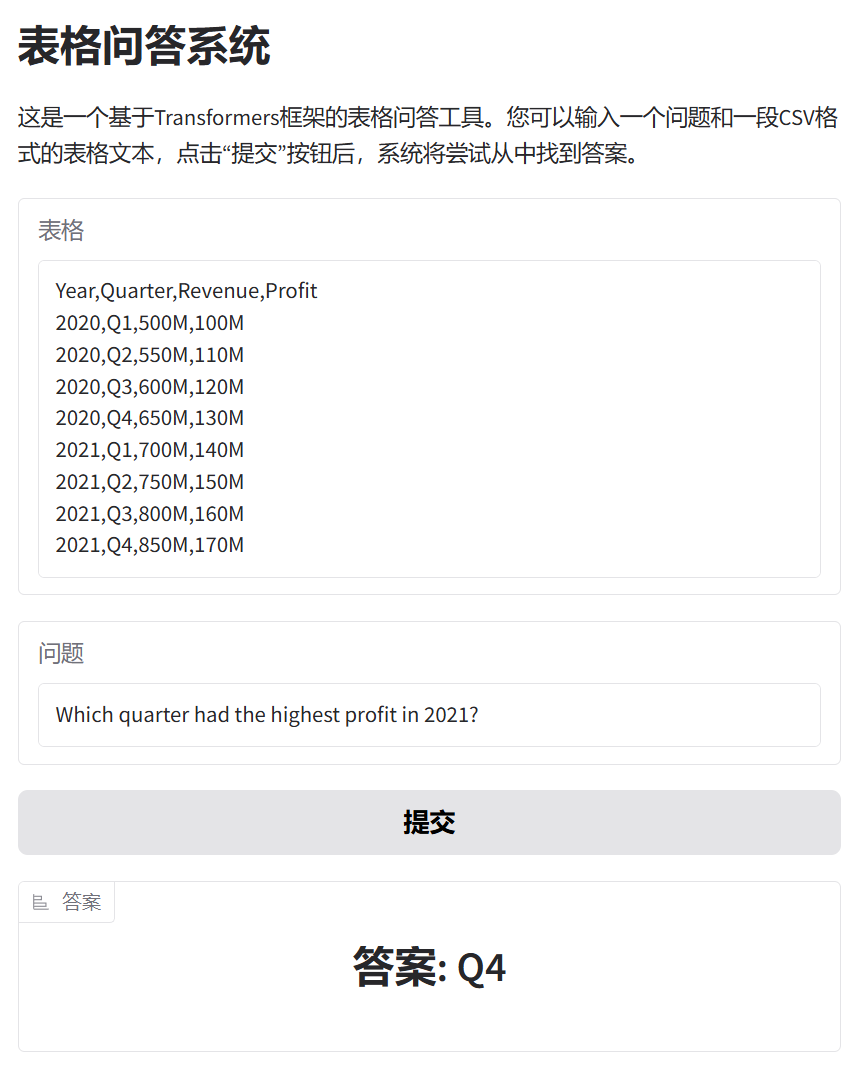 表格问答系统
这是一个基于Transformers框架的表格问答工具。您可以输入一个问题和一段CSV格
式的表格文本，点击“提交”按钮后，系统将尝试从中找到答案。
表格
Year,Quarter,Revenue,Profit
2020,Q1,500M,100M
2020,Q2,550M,110M
2020,Q3,600M,120M
2020,Q4,650M,130M
2021,Q1,700M,140M
2021,Q2,750M,150M
2021,Q3,800M,160M
2021,Q4,850M,170M
问题
Which quarter had the highest profit in 2021?
提交
答案
答案: Q4